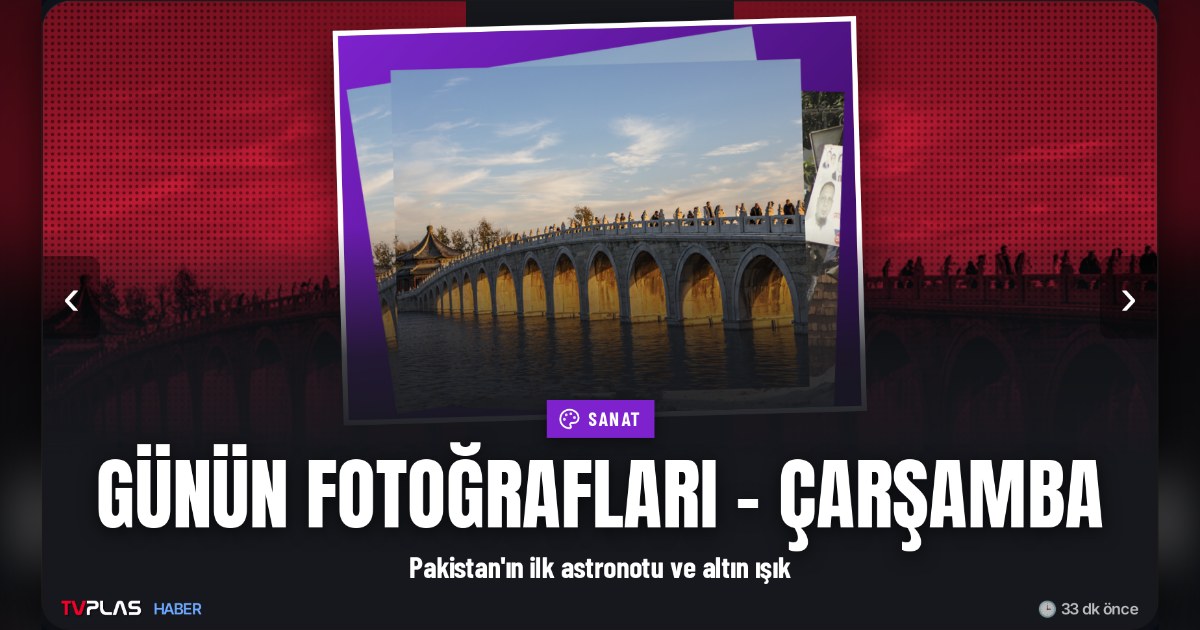 SANAT
GÜNÜN FOTOĞRAFLARI - ÇARŞAMBA
Pakistan'ın ilk astronotu ve altın ışık
TVPLAS HABER
33 dk önce